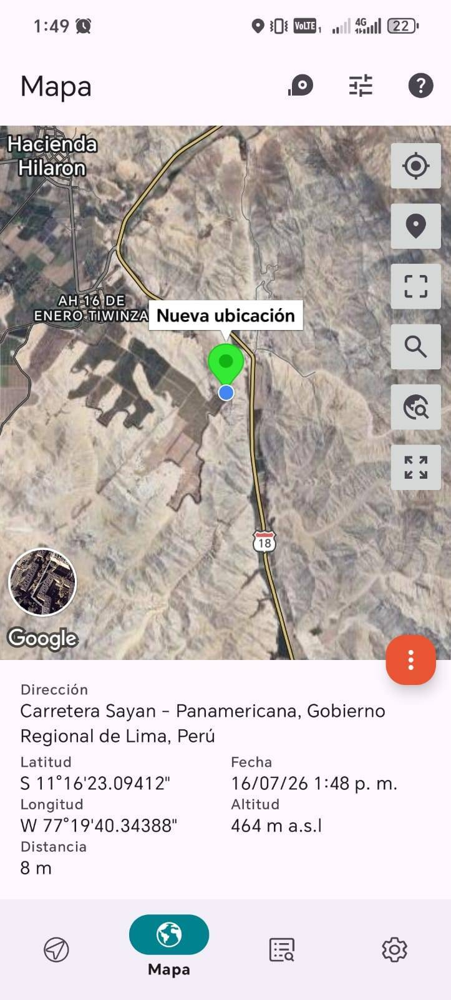 1:49
VoLTE 1
4G
22
Mapa
Hacienda
Hilaron
AH 16 DE
ENERO TIWINZA
Nueva ubicación
18
Google
Dirección
Carretera Sayan - Panamericana, Gobierno
Regional de Lima, Perú
Latitud
Fecha
S 11°16'23.09412"
16/07/26 1:48 p. m.
Longitud
Altitud
W 77°19'40.34388"
464 m a.s.l
Distancia
8 m
Mapa